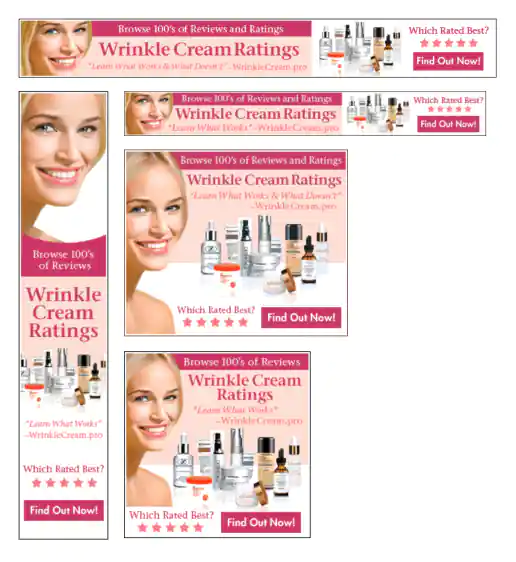 Browse 100's of Reviews and Ratings
Wrinkle Cream Ratings
"Learn What Works & What Doesn't" -WrinkleCream.pro
Which Rated Best?
Find Out Now!
Browse 100's
of Reviews
Wrinkle
Cream
Ratings
"Learn What Works"
-WrinkleCream.pro
Which Rated Best?
Find Out Now!
Browse 100's of Reviews and Ratings
Wrinkle Cream Ratings
"Learn What Works" -WrinkleCream.pro
Which Rated Best?
Find Out Now!
Browse 100's of Reviews and Ratings
Wrinkle Cream Ratings
"Learn What Works & What Doesn't"
-WrinkleCream.pro
Which Rated Best?
Find Out Now!
Browse 100's of Reviews
Wrinkle Cream
Ratings
"Learn What Works"
-WrinkleCream.pro
Which Rated Best?
Find Out Now!